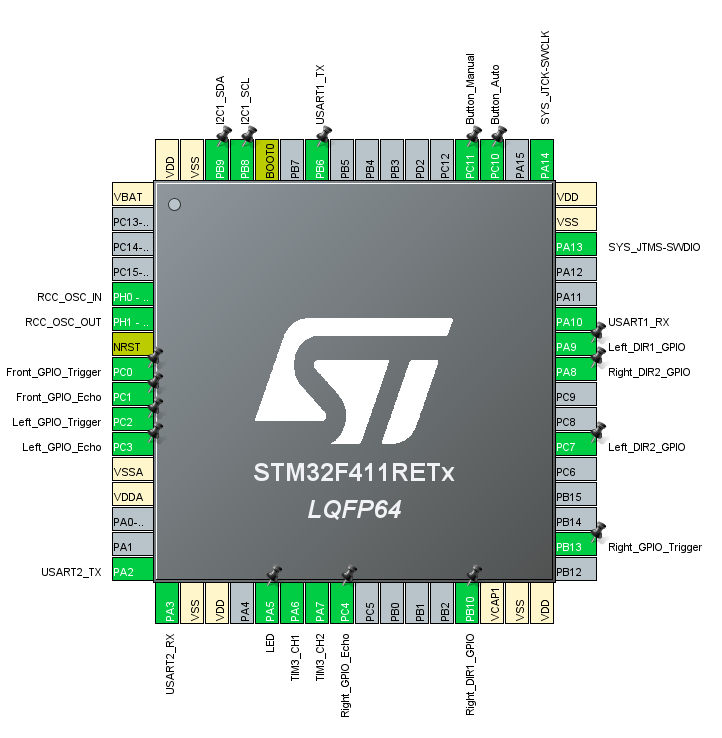 I2C1_SDA
I2C1_SCL
USART1_TX
Button_Manual
Button_Auto
SYS_JTCK-SWCLK
VDD
VSS
PB9
PB8
BOOT0
PB7
PB6
PB5
PB4
PB3
PD2
PC12
PC11
PC10
PA15
PA14
VBAT
PC13-..
PC14-..
PC15-..
RCC_OSC_IN PH0 - ..
RCC_OSC_OUT PH1 - ..
NRST
Front_GPIO_Trigger PC0
Front_GPIO_Echo PC1
Left_GPIO_Trigger PC2
Left_GPIO_Echo PC3
VSSA
VDDA
PA0-..
PA1
USART2_TX PA2
VDD
VSS
PA13 SYS_JTMS-SWDIO
PA12
PA11
PA10 USART1_RX
PA9 Left_DIR1_GPIO
PA8 Right_DIR2_GPIO
PC9
PC8
PC7 Left_DIR2_GPIO
PC6
PB15
PB14
PB13 Right_GPIO_Trigger
PB12
ST
STM32F411RETx
LQFP64
PA3
VSS
VDD
PA4
PA5
PA6
PA7
PC4
PC5
PB0
PB1
PB2
PB10
VCAP1
VSS
VDD
USART2_RX
LED
TIM3_CH1
TIM3_CH2
Right_GPIO_Echo
Right_DIR1_GPIO